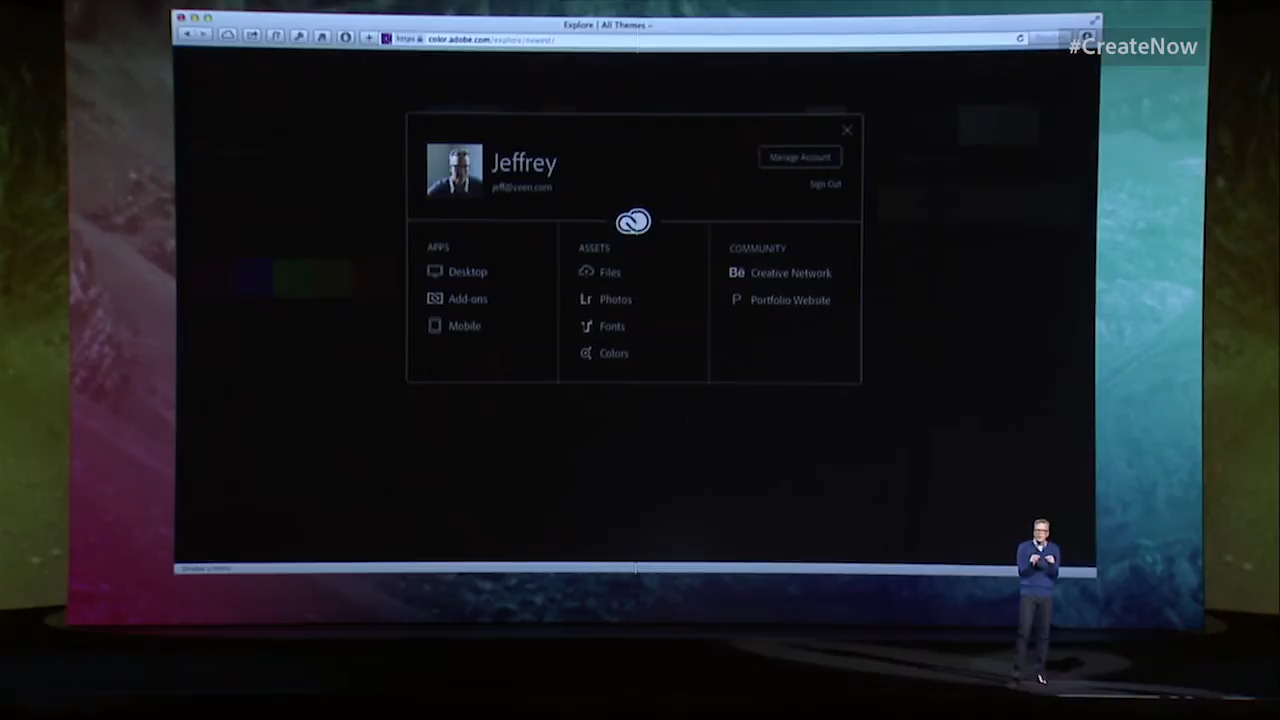 Explore | All Themes –
https color.adobe.com/explore/newest/
#CreateNow
Jeffrey
jeff@veen.com
Manage Account
Sign Out
APPS
Desktop
Add-ons
Mobile
ASSETS
Files
Lr Photos
Fonts
Colors
COMMUNITY
Bē Creative Network
P Portfolio Website